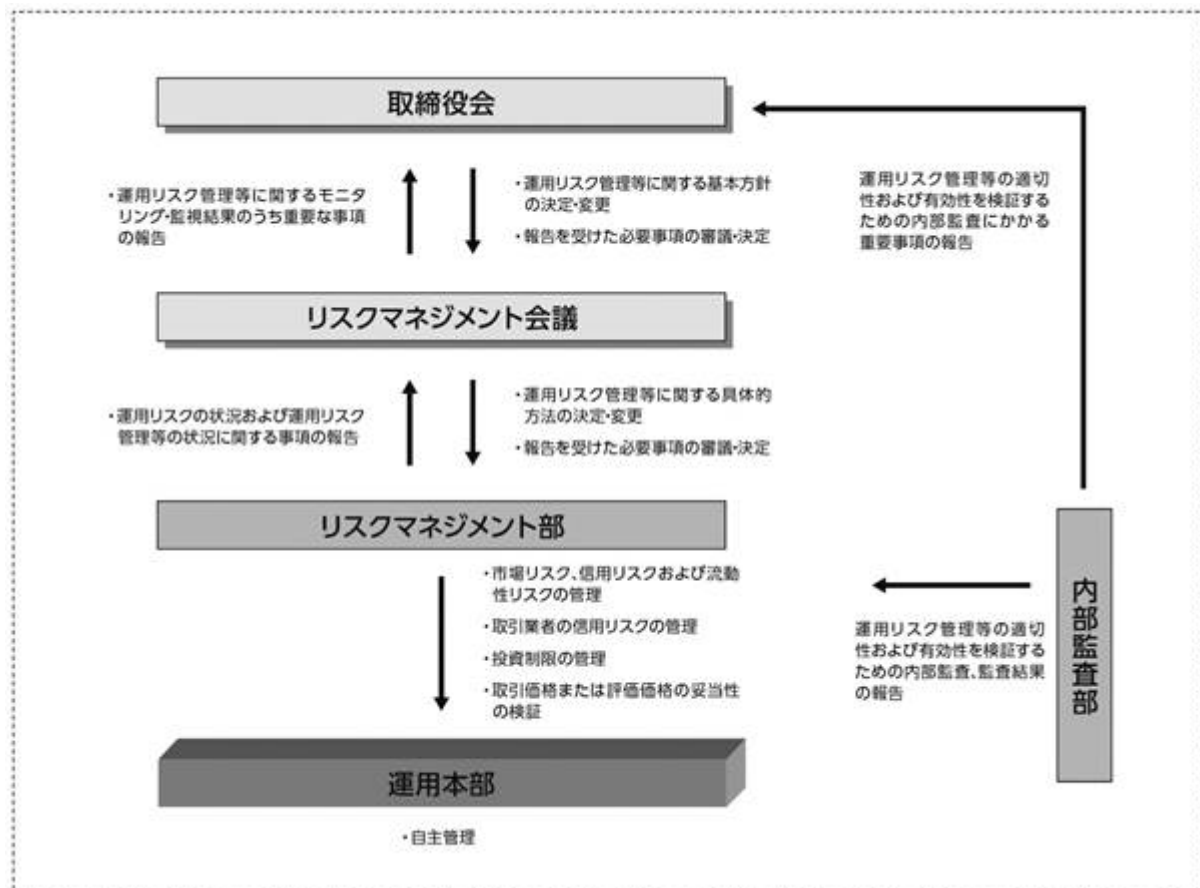 取締役会
・運用リスク管理等に関するモニタ
リング・監視結果のうち重要な事項
の報告
・運用リスク管理等に関する基本方針
の決定・変更
・報告を受けた必要事項の審議・決定
運用リスク管理等の適切
性および有効性を検証する
ための内部監査にかかる
重要事項の報告
リスクマネジメント会議
・運用リスクの状況および運用リスク
管理等の状況に関する事項の報告
・運用リスク管理等に関する具体的
方法の決定・変更
・報告を受けた必要事項の審議・決定
リスクマネジメント部
・市場リスク、信用リスクおよび流動
性リスクの管理
・取引業者の信用リスクの管理
・投資制限の管理
・取引価格または評価価格の妥当性
の検証
運用リスク管理等の適切
性および有効性を検証する
ための内部監査、監査結果
の報告
内部監査部
運用本部
・自主管理